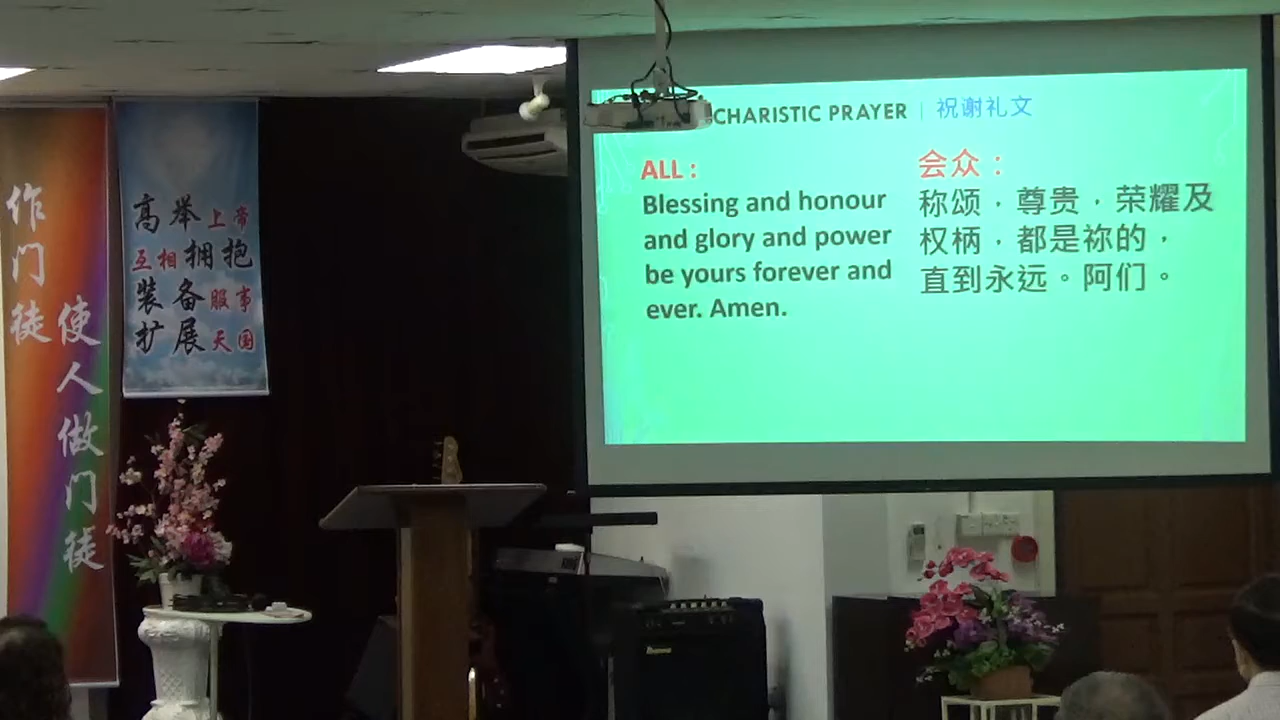 作门徒
使人做门徒
高举上帝
互相拥抱
装备服事
扩展天国
CHARISTIC PRAYER | 祝谢礼文
ALL :
Blessing and honour
and glory and power
be yours forever and
ever. Amen.
会众：
称颂，尊贵，荣耀及
权柄，都是祢的，
直到永远。阿们。
Ibanez